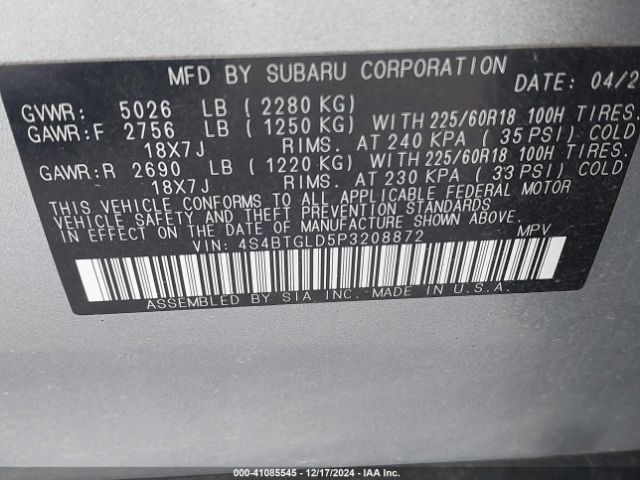 MFD BY SUBARU CORPORATION DATE: 04/2
GVWR: 5026 LB ( 2280 KG)
GAWR:F 2756 LB ( 1250 KG) WITH 225/60R18 100H TIRES.
18X7J RIMS. AT 240 KPA ( 35 PSI) COLD
GAWR:R 2690 LB ( 1220 KG) WITH 225/60R18 100H TIRES.
18X7J RIMS. AT 230 KPA ( 33 PSI) COLD
THIS VEHICLE CONFORMS TO ALL APPLICABLE FEDERAL MOTOR
VEHICLE SAFETY AND THEFT PREVENTION STANDARDS IN EFFECT
ON THE DATE OF MANUFACTURE SHOWN ABOVE.
VIN: 4S4BTGLD5P3208872 MPV
ASSEMBLED BY SIA, INC. MADE IN U.S.A.
000-41085545 - 12/17/2024 - IAA Inc.